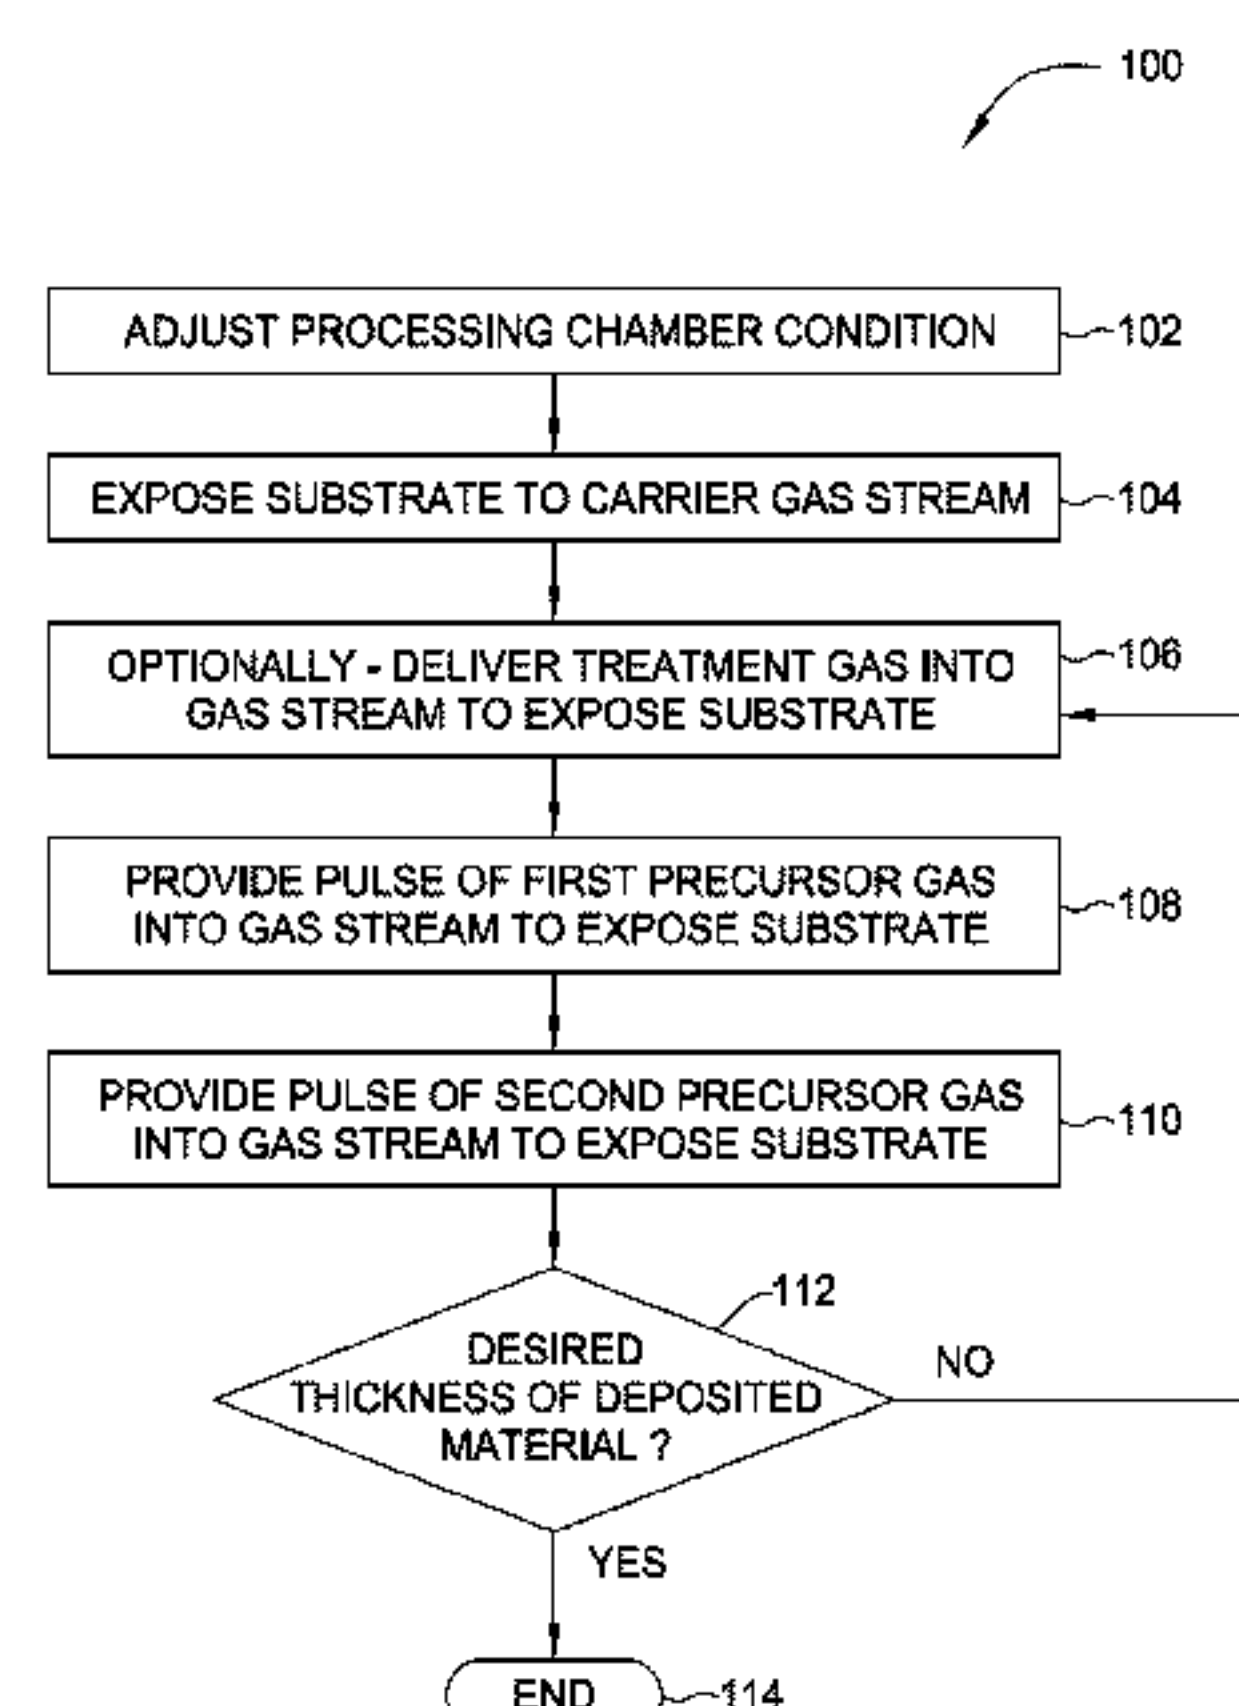 100
ADJUST PROCESSING CHAMBER CONDITION
102
EXPOSE SUBSTRATE TO CARRIER GAS STREAM
104
OPTIONALLY - DELIVER TREATMENT GAS INTO
GAS STREAM TO EXPOSE SUBSTRATE
106
PROVIDE PULSE OF FIRST PRECURSOR GAS
INTO GAS STREAM TO EXPOSE SUBSTRATE
108
PROVIDE PULSE OF SECOND PRECURSOR GAS
INTO GAS STREAM TO EXPOSE SUBSTRATE
110
112
DESIRED
THICKNESS OF DEPOSITED
MATERIAL ?
NO
YES
END
114